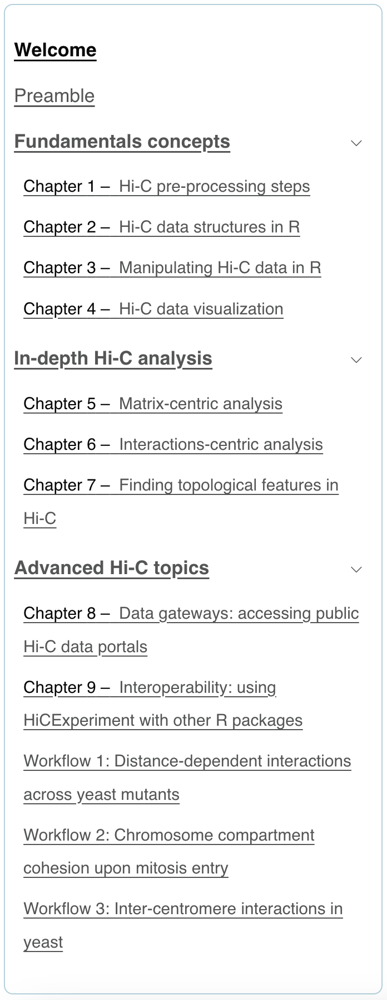 Welcome
Preamble
Fundamentals concepts
Chapter 1 – Hi-C pre-processing steps
Chapter 2 – Hi-C data structures in R
Chapter 3 – Manipulating Hi-C data in R
Chapter 4 – Hi-C data visualization
In-depth Hi-C analysis
Chapter 5 – Matrix-centric analysis
Chapter 6 – Interactions-centric analysis
Chapter 7 – Finding topological features in
Hi-C
Advanced Hi-C topics
Chapter 8 – Data gateways: accessing public
Hi-C data portals
Chapter 9 – Interoperability: using
HiCExperiment with other R packages
Workflow 1: Distance-dependent interactions
across yeast mutants
Workflow 2: Chromosome compartment
cohesion upon mitosis entry
Workflow 3: Inter-centromere interactions in
yeast